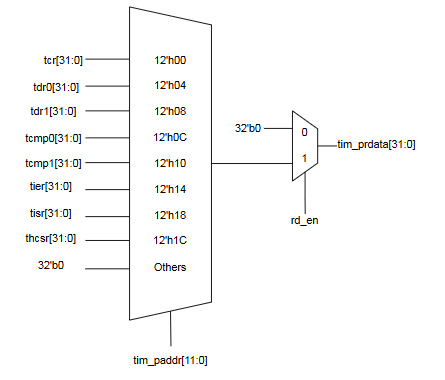 tcr[31:0] 12'h00
tdr0[31:0] 12'h04
tdr1[31:0] 12'h08
tcmp0[31:0] 12'h0C
tcmp1[31:0] 12'h10
tier[31:0] 12'h14
tisr[31:0] 12'h18
thcsr[31:0] 12'h1C
32'b0 Others
tim_paddr[11:0]
32'b0 0
1
tim_prdata[31:0]
rd_en